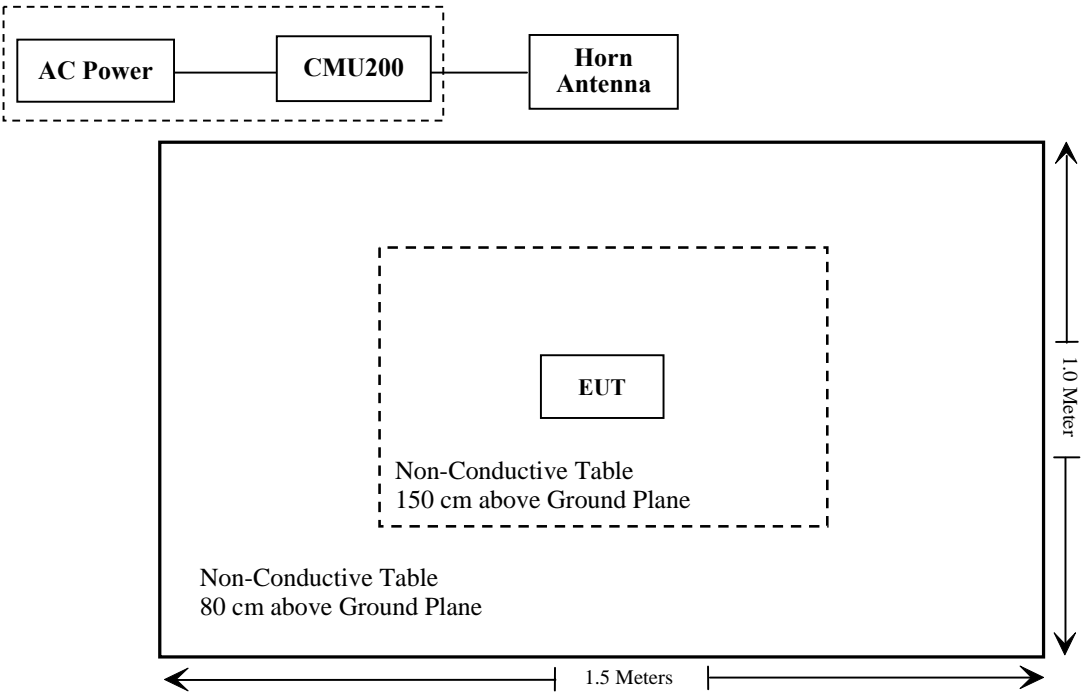 AC Power
CMU200
Horn
Antenna
EUT
Non-Conductive Table
150 cm above Ground Plane
Non-Conductive Table
80 cm above Ground Plane
1.0 Meter
1.5 Meters